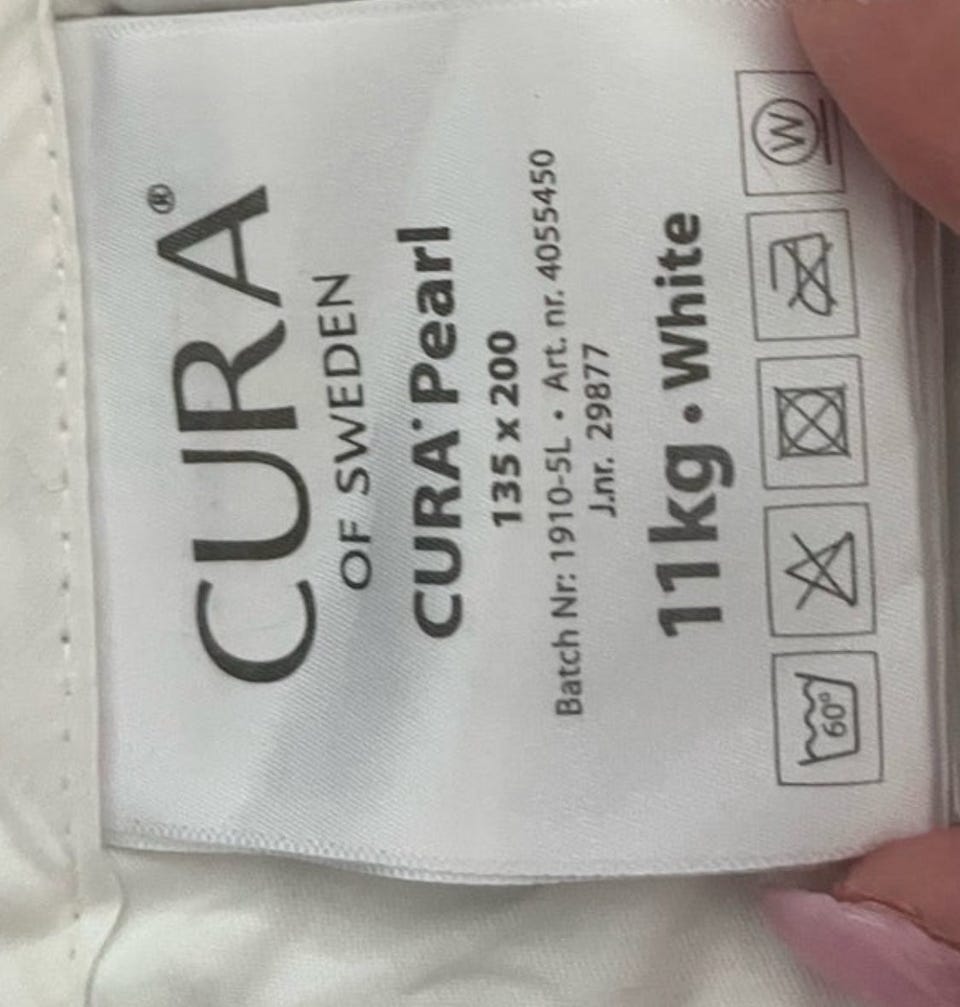 CURA®
OF SWEDEN
CURA® Pearl
135 x 200
Batch Nr: 1910-5L • Art. nr. 4055450
J.nr. 29877
11kg • White
60° W